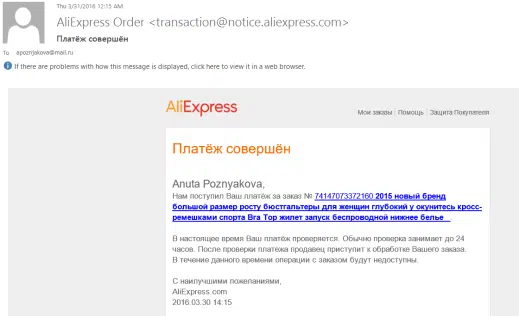 Thu 3/31/2016 12:15 AM
AliExpress Order <transaction@notice.aliexpress.com>
Платёж совершён
To apoznjakova@mail.ru
If there are problems with how this message is displayed, click here to view it in a web browser.
AliExpress
Мои заказы | Помощь | Защита Покупателя
Платёж совершён
Anuta Poznyakova,
Нам поступил Ваш платёж за заказ № 74147073372160 2015 новый бренд
большой размер росту бюстгальтеры для женщин глубокий у окунитесь кросс-
ремешками спорта Bra Top жилет запуск беспроводной нижнее белье
В настоящее время Ваш платёж проверяется. Обычно проверка занимает до 24
часов. После проверки платежа продавец приступит к обработке Вашего заказа.
В течение данного времени операции с заказом будут недоступны.
С наилучшими пожеланиями,
AliExpress.com
2016.03.30 14:15